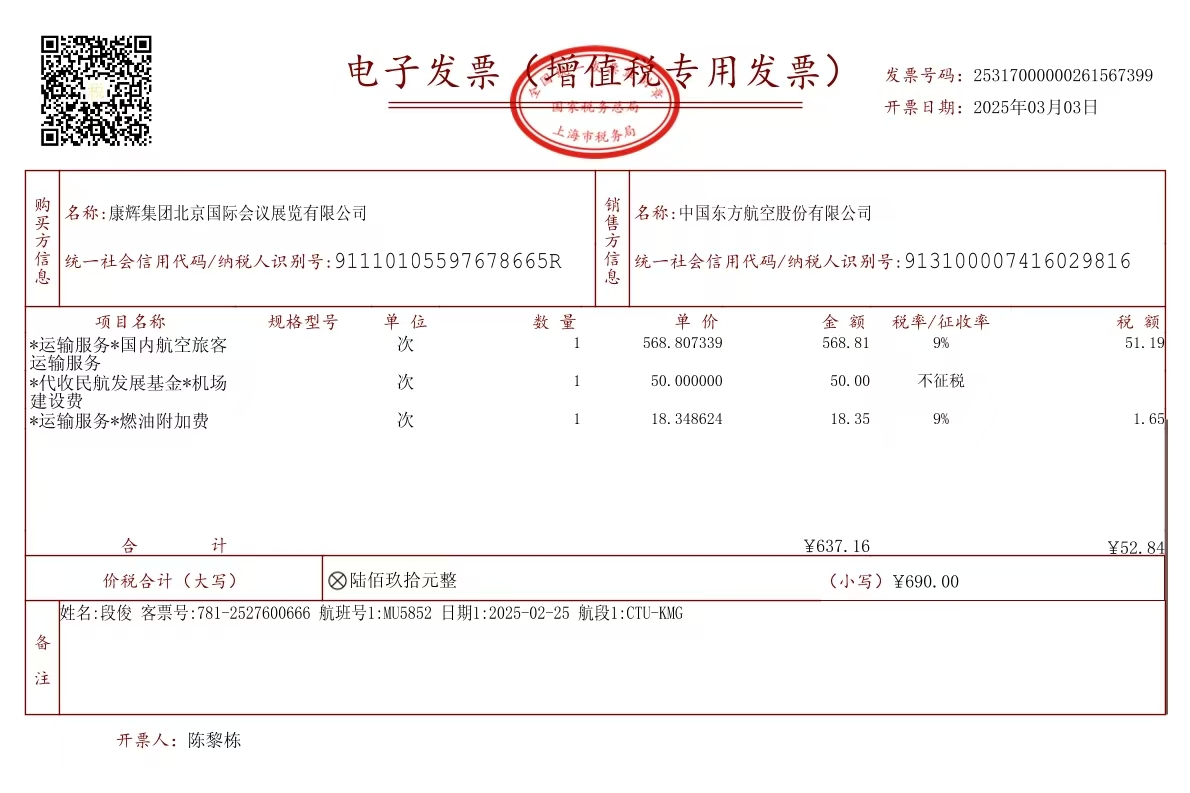 电子发票（增值税专用发票）
国家税务总局
上海市税务局
发票号码：25317000000261567399
开票日期：2025年03月03日
购买方信息
名称:康辉集团北京国际会议展览有限公司
统一社会信用代码/纳税人识别号:91110105597678665R
销售方信息
名称:中国东方航空股份有限公司
统一社会信用代码/纳税人识别号:913100007416029816
项目名称 规格型号 单位 数量 单价 金额 税率/征收率 税额
*运输服务*国内航空旅客 次 1 568.807339 568.81 9% 51.19
运输服务
*代收民航发展基金*机场 次 1 50.000000 50.00 不征税
建设费
*运输服务*燃油附加费 次 1 18.348624 18.35 9% 1.65
合计 ¥637.16 ¥52.84
价税合计（大写） ⊗陆佰玖拾元整 （小写）¥690.00
备注
姓名:段俊 客票号:781-2527600666 航班号1:MU5852 日期1:2025-02-25 航段1:CTU-KMG
开票人：陈黎栋